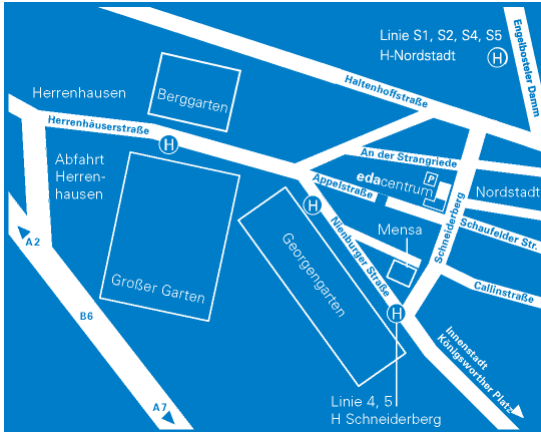 Linie S1, S2, S4, S5
H-Nordstadt
H
Engelbosteler Damm
Haltenhoffstraße
Herrenhausen
Berggarten
Herrenhäuserstraße
H
An der Strangriede
edacentrum
P
Appelstraße
Nordstadt
Abfahrt
Herren-
hausen
H
Mensa
Schneiderberg
Schaufelder Str.
Nienburger Straße
A2
Georgengarten
Großer Garten
Callinstraße
B6
H
Innenstadt
Königsworther Platz
Linie 4, 5
H Schneiderberg
A7